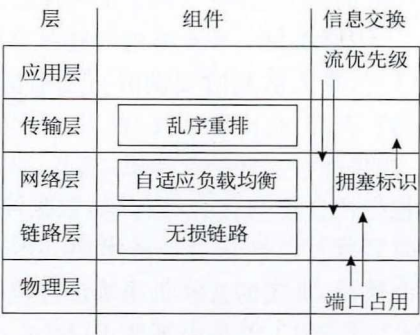 层 组件 信息交换
应用层 流优先级
传输层 乱序重排
网络层 自适应负载均衡 拥塞标识
链路层 无损链路
物理层 端口占用